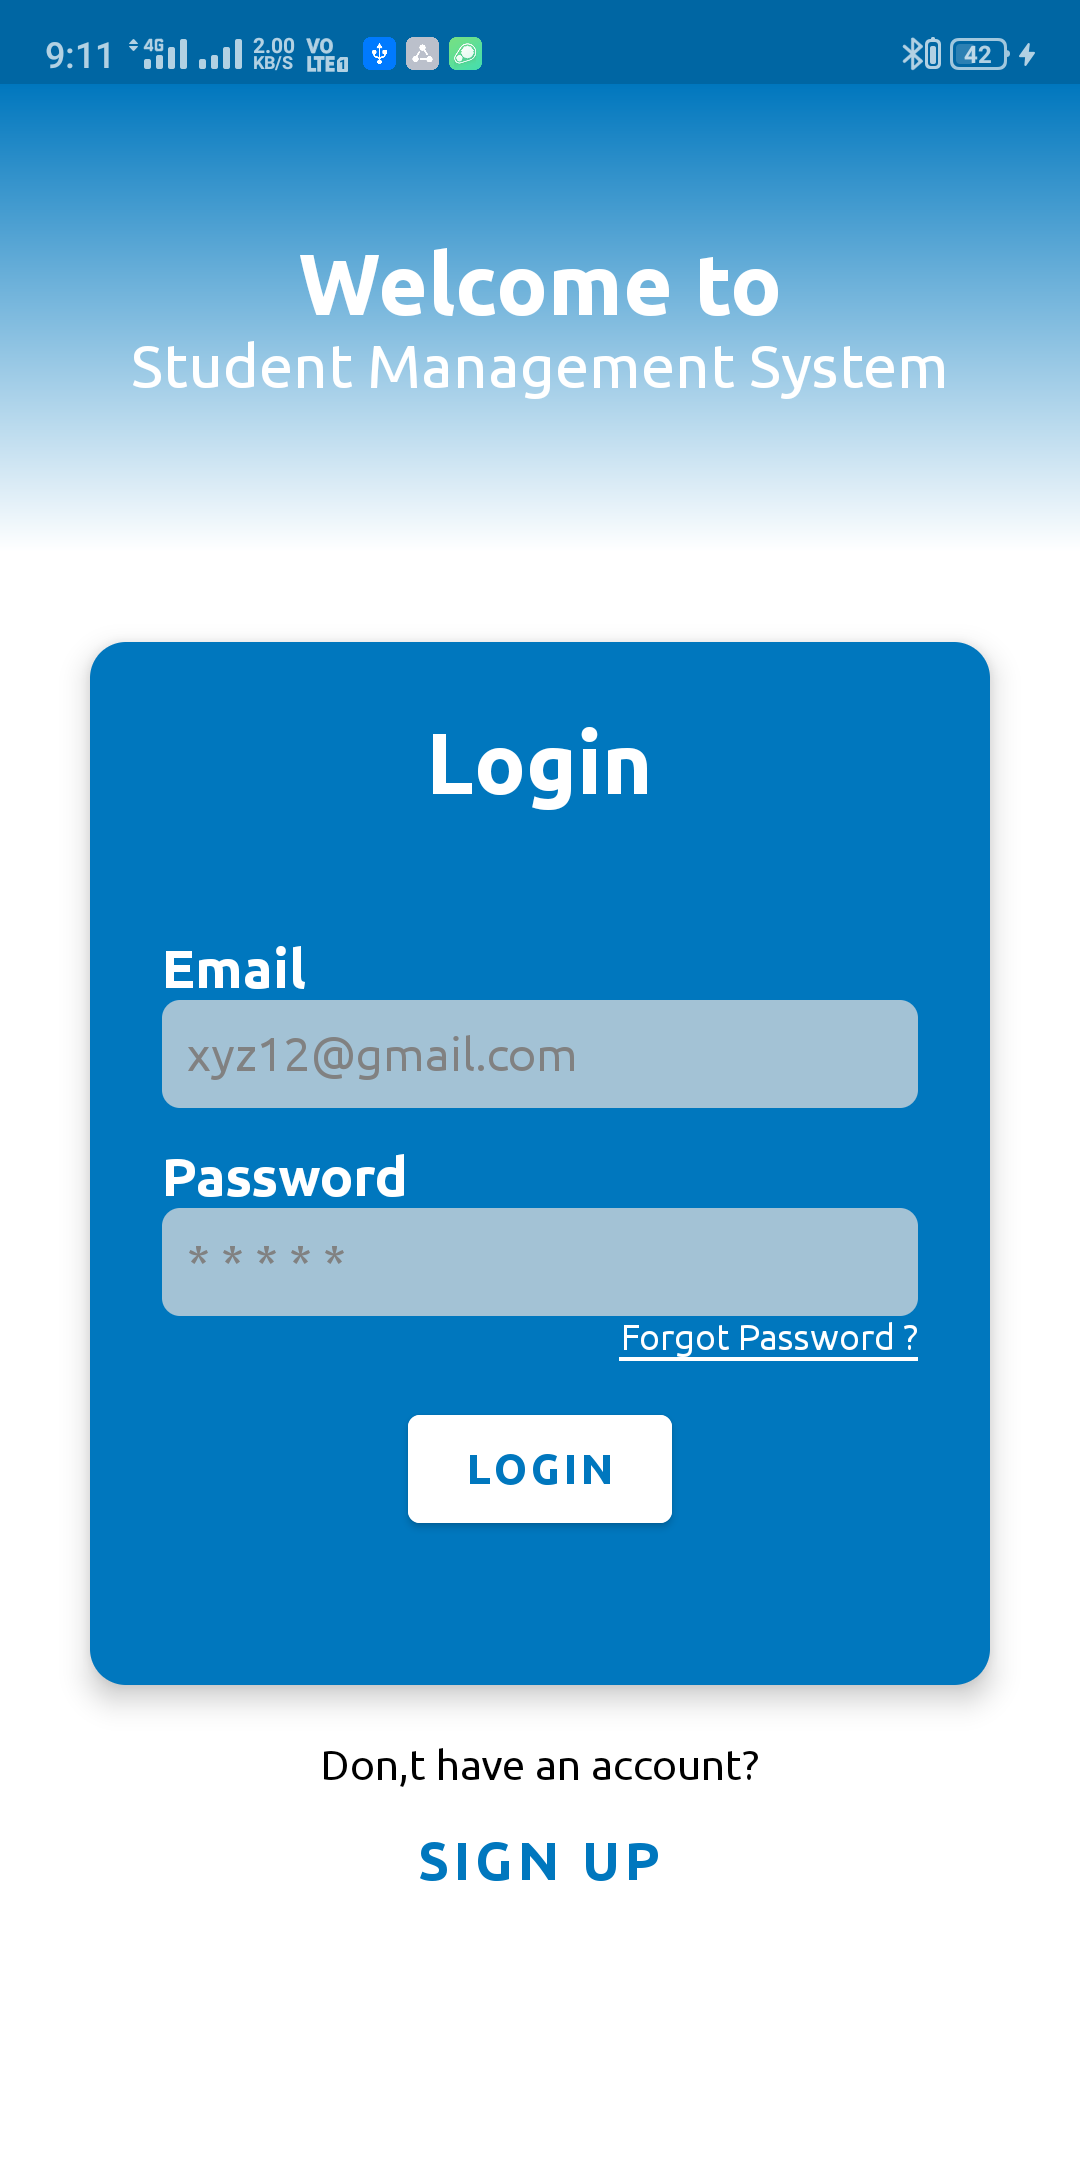 9:11 4G 2.00 KB/S VO LTE 1 42
Welcome to
Student Management System
Login
Email
xyz12@gmail.com
Password
* * * * *
Forgot Password ?
LOGIN
Don,t have an account?
SIGN UP